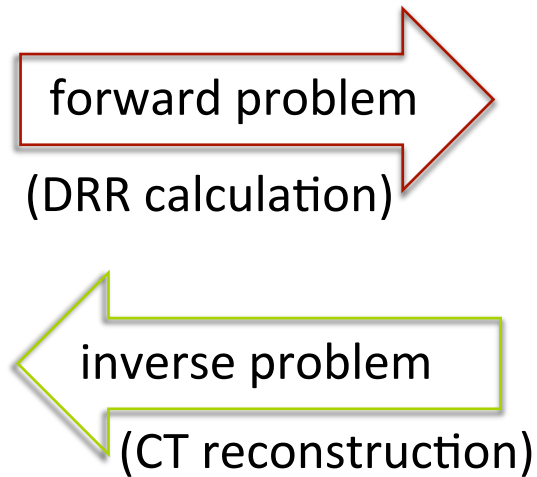 forward problem
(DRR calculation)
inverse problem
(CT reconstruction)